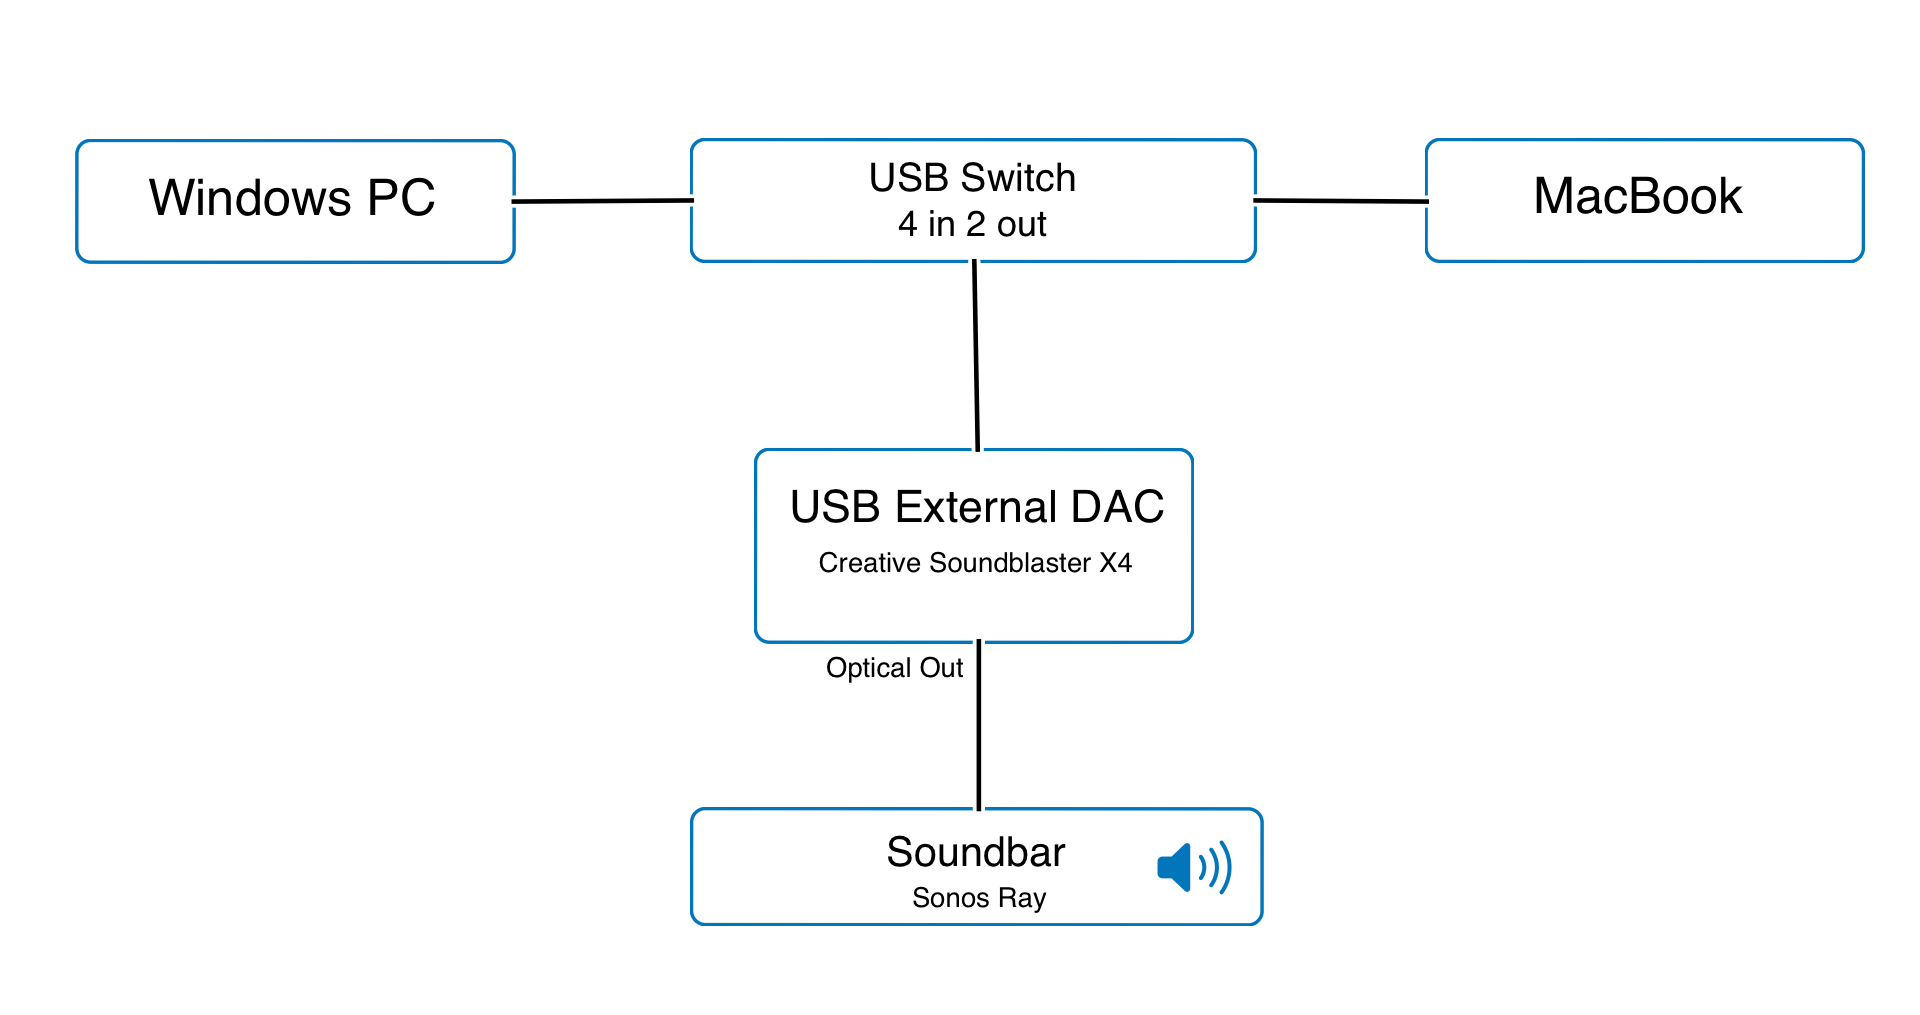 Windows PC
USB Switch
4 in 2 out
MacBook
USB External DAC
Creative Soundblaster X4
Optical Out
Soundbar
Sonos Ray